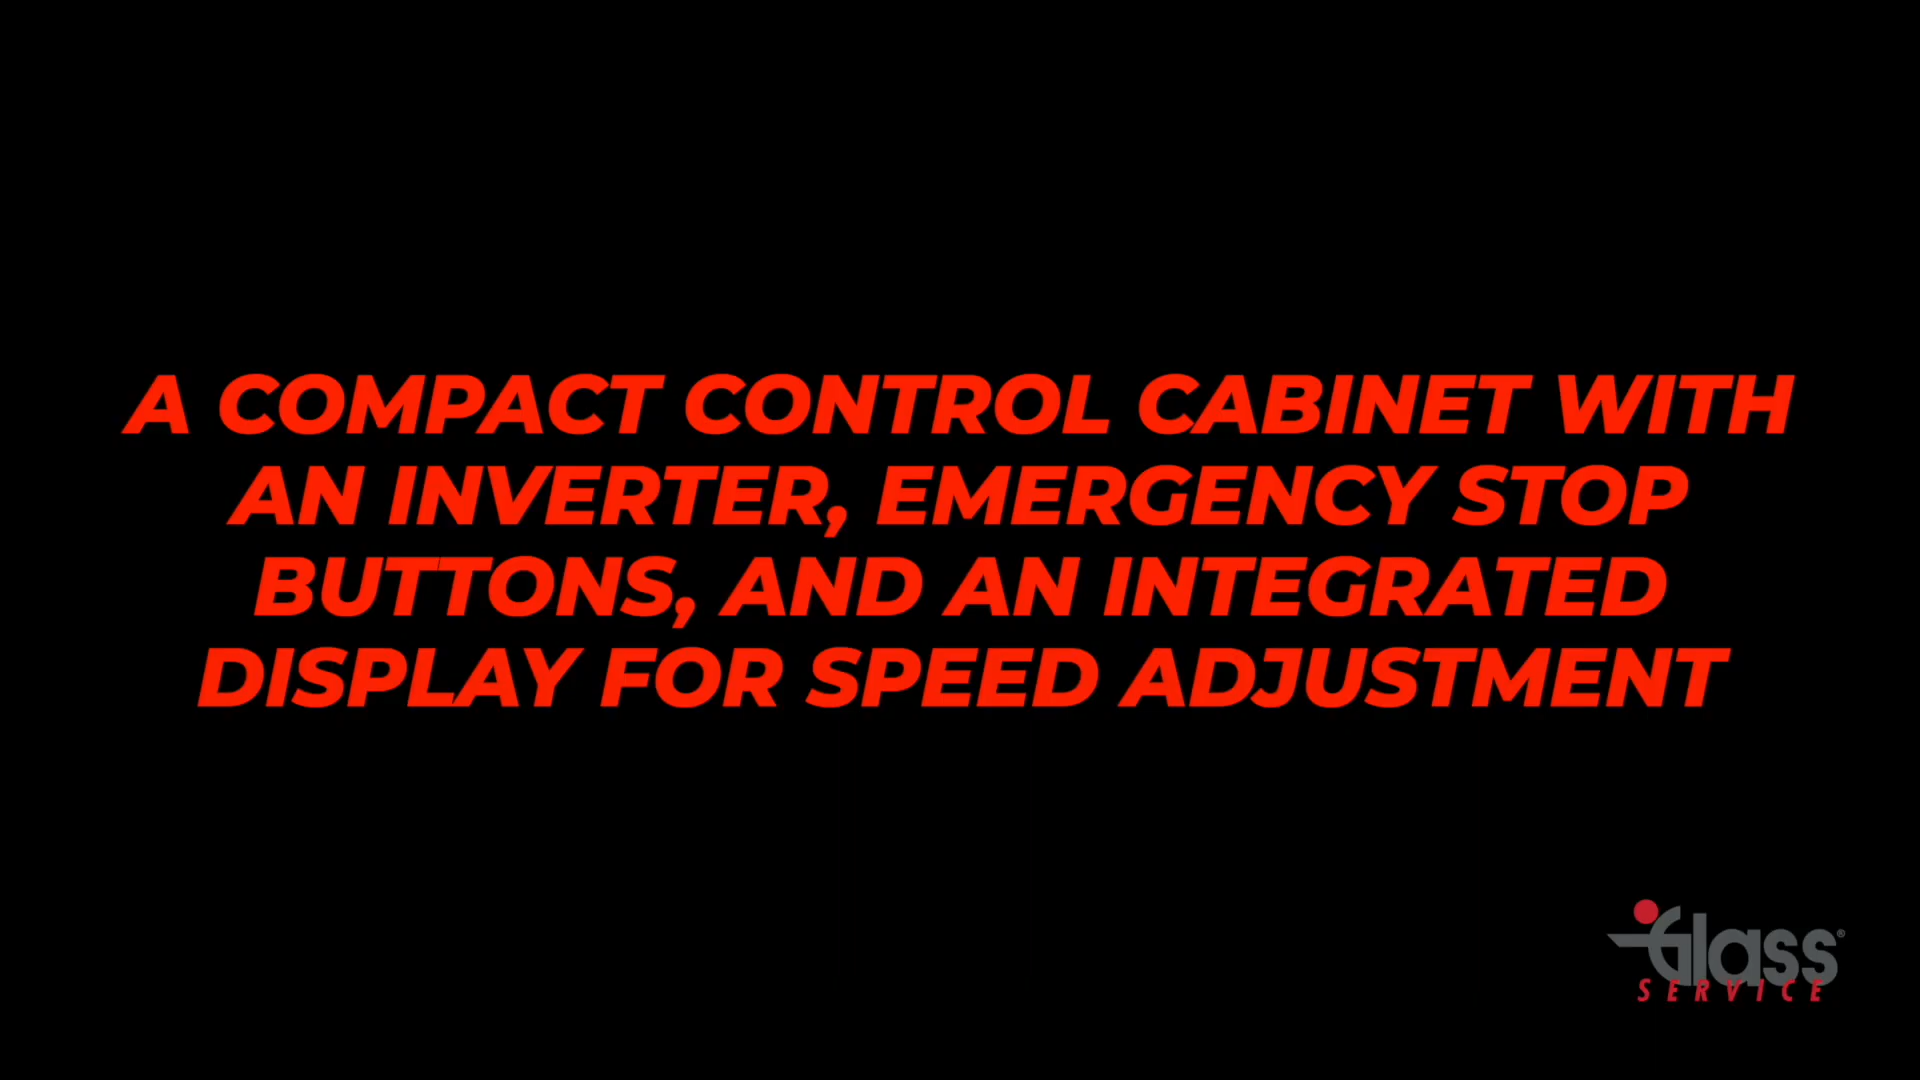 A COMPACT CONTROL CABINET WITH
AN INVERTER, EMERGENCY STOP
BUTTONS, AND AN INTEGRATED
DISPLAY FOR SPEED ADJUSTMENT
Glass®
SERVICE